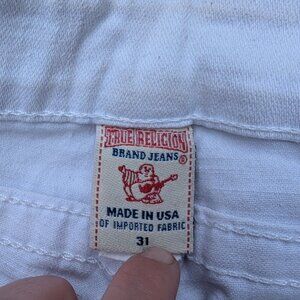 TRUE RELIGION
BRAND JEANS ®
MADE IN USA
OF IMPORTED FABRIC
31